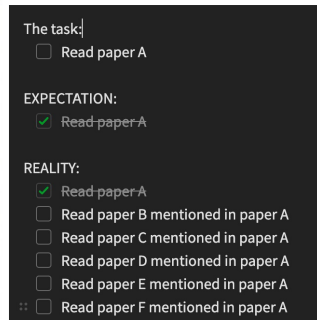 The task:
Read paper A
EXPECTATION:
Read paper A
REALITY:
Read paper A
Read paper B mentioned in paper A
Read paper C mentioned in paper A
Read paper D mentioned in paper A
Read paper E mentioned in paper A
Read paper F mentioned in paper A